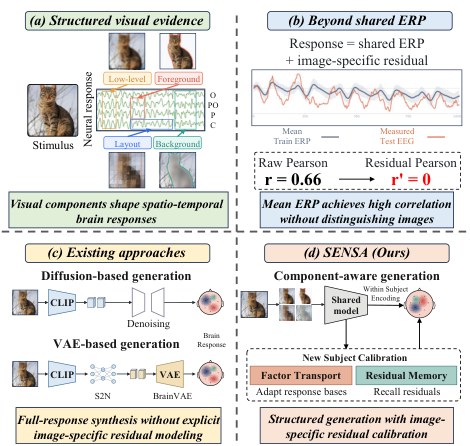 (a) Structured visual evidence
Low-level
Foreground
Neural response
O
PO
P
C
Stimulus
Layout
Background
Visual components shape spatio-temporal
brain responses
(b) Beyond shared ERP
Response = shared ERP
+ image-specific residual
Mean
Train ERP
Measured
Test EEG
Raw Pearson
Residual Pearson
r = 0.66
r' = 0
Mean ERP achieves high correlation
without distinguishing images
(c) Existing approaches
Diffusion-based generation
CLIP
Denoising
VAE-based generation
Brain
Response
CLIP
VAE
S2N
BrainVAE
Full-response synthesis without explicit
image-specific residual modeling
(d) SENSA (Ours)
Component-aware generation
Shared
model
Within Subject
Encoding
New Subject Calibration
Factor Transport
Residual Memory
Adapt response bases
Recall residuals
Structured generation with image-
specific residual calibration